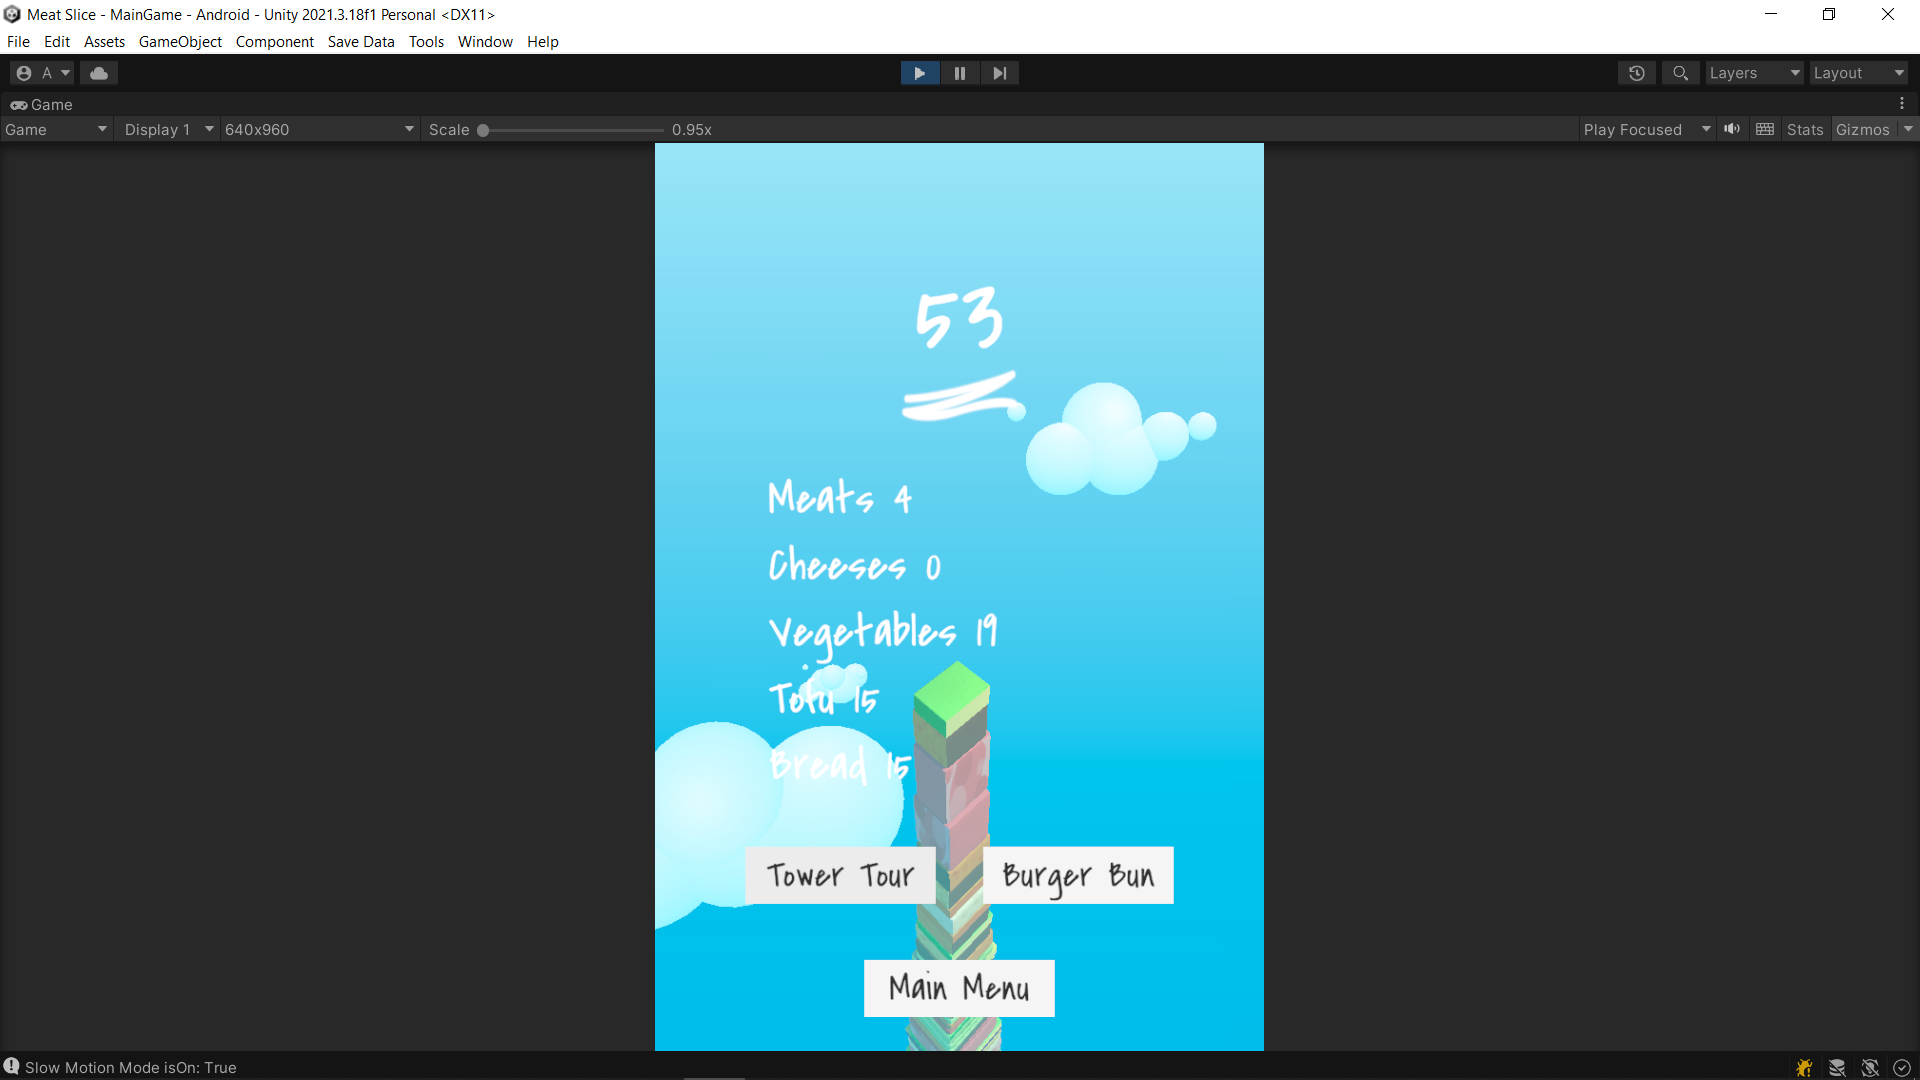 Meat Slice - MainGame - Android - Unity 2021.3.18f1 Personal <DX11>
File Edit Assets GameObject Component Save Data Tools Window Help
A Layers Layout
Game
Game Display 1 640x960 Scale 0.95x Play Focused Stats Gizmos
53
Meats 4
Cheeses 0
Vegetables 19
Tofu 15
Bread 15
Tower Tour Burger Bun
Main Menu
Slow Motion Mode isOn: True